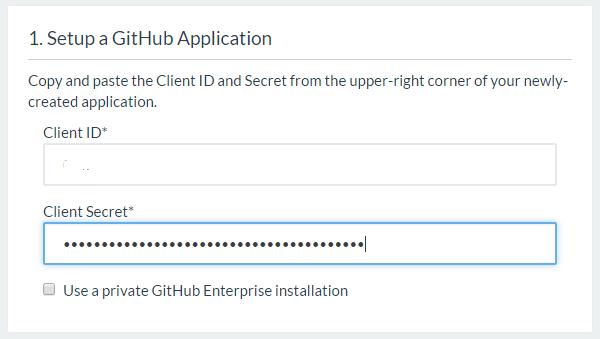 1. Setup a GitHub Application
Copy and paste the Client ID and Secret from the upper-right corner of your newly-
created application.
Client ID*
Client Secret*
••••••••••••••••••••••••••••••••••••••••
Use a private GitHub Enterprise installation